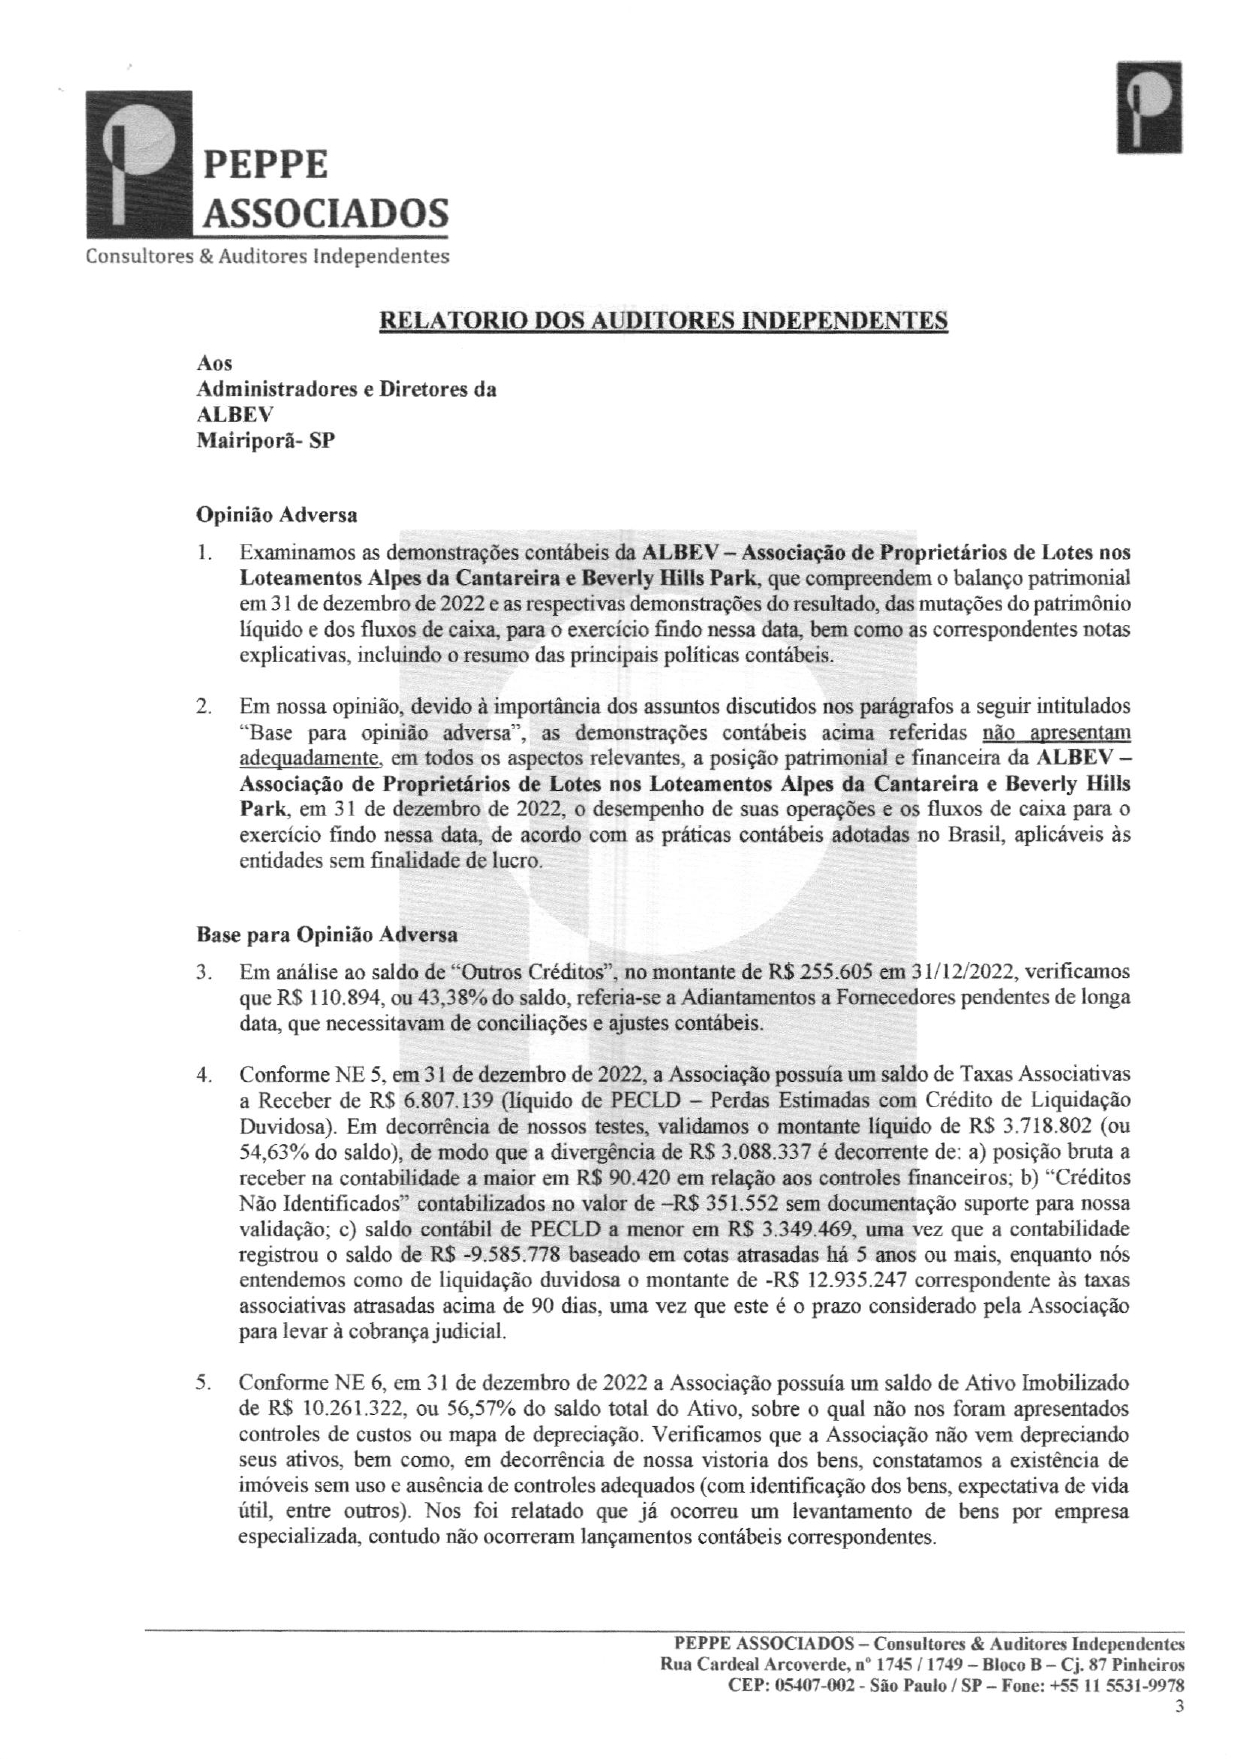 PEPPE
ASSOCIADOS
Consultores & Auditores Independentes
RELATORIO DOS AUDITORES INDEPENDENTES
Aos
Administradores e Diretores da
ALBEV
Mairiporã- SP
Opinião Adversa
1. Examinamos as demonstrações contábeis da ALBEV – Associação de Proprietários de Lotes nos
Loteamentos Alpes da Cantareira e Beverly Hills Park, que compreendem o balanço patrimonial
em 31 de dezembro de 2022 e as respectivas demonstrações do resultado, das mutações do patrimônio
líquido e dos fluxos de caixa, para o exercício findo nessa data, bem como as correspondentes notas
explicativas, incluindo o resumo das principais políticas contábeis.
2. Em nossa opinião, devido à importância dos assuntos discutidos nos parágrafos a seguir intitulados
“Base para opinião adversa”, as demonstrações contábeis acima referidas não apresentam
adequadamente, em todos os aspectos relevantes, a posição patrimonial e financeira da ALBEV –
Associação de Proprietários de Lotes nos Loteamentos Alpes da Cantareira e Beverly Hills
Park, em 31 de dezembro de 2022, o desempenho de suas operações e os fluxos de caixa para o
exercício findo nessa data, de acordo com as práticas contábeis adotadas no Brasil, aplicáveis às
entidades sem finalidade de lucro.
Base para Opinião Adversa
3. Em análise ao saldo de “Outros Créditos”, no montante de R$ 255.605 em 31/12/2022, verificamos
que R$ 110.894, ou 43,38% do saldo, referia-se a Adiantamentos a Fornecedores pendentes de longa
data, que necessitavam de conciliações e ajustes contábeis.
4. Conforme NE 5, em 31 de dezembro de 2022, a Associação possuía um saldo de Taxas Associativas
a Receber de R$ 6.807.139 (líquido de PECLD – Perdas Estimadas com Crédito de Liquidação
Duvidosa). Em decorrência de nossos testes, validamos o montante líquido de R$ 3.718.802 (ou
54,63% do saldo), de modo que a divergência de R$ 3.088.337 é decorrente de: a) posição bruta a
receber na contabilidade a maior em R$ 90.420 em relação aos controles financeiros; b) “Créditos
Não Identificados” contabilizados no valor de –R$ 351.552 sem documentação suporte para nossa
validação; c) saldo contábil de PECLD a menor em R$ 3.349.469, uma vez que a contabilidade
registrou o saldo de R$ -9.585.778 baseado em cotas atrasadas há 5 anos ou mais, enquanto nós
entendemos como de liquidação duvidosa o montante de -R$ 12.935.247 correspondente às taxas
associativas atrasadas acima de 90 dias, uma vez que este é o prazo considerado pela Associação
para levar à cobrança judicial.
5. Conforme NE 6, em 31 de dezembro de 2022 a Associação possuía um saldo de Ativo Imobilizado
de R$ 10.261.322, ou 56,57% do saldo total do Ativo, sobre o qual não nos foram apresentados
controles de custos ou mapa de depreciação. Verificamos que a Associação não vem depreciando
seus ativos, bem como, em decorrência de nossa vistoria dos bens, constatamos a existência de
imóveis sem uso e ausência de controles adequados (com identificação dos bens, expectativa de vida
útil, entre outros). Nos foi relatado que já ocorreu um levantamento de bens por empresa
especializada, contudo não ocorreram lançamentos contábeis correspondentes.
PEPPE ASSOCIADOS – Consultores & Auditores Independentes
Rua Cardeal Arcoverde, nº 1745 / 1749 – Bloco B – Cj. 87 Pinheiros
CEP: 05407-002 - São Paulo / SP – Fone: +55 11 5531-9978
3